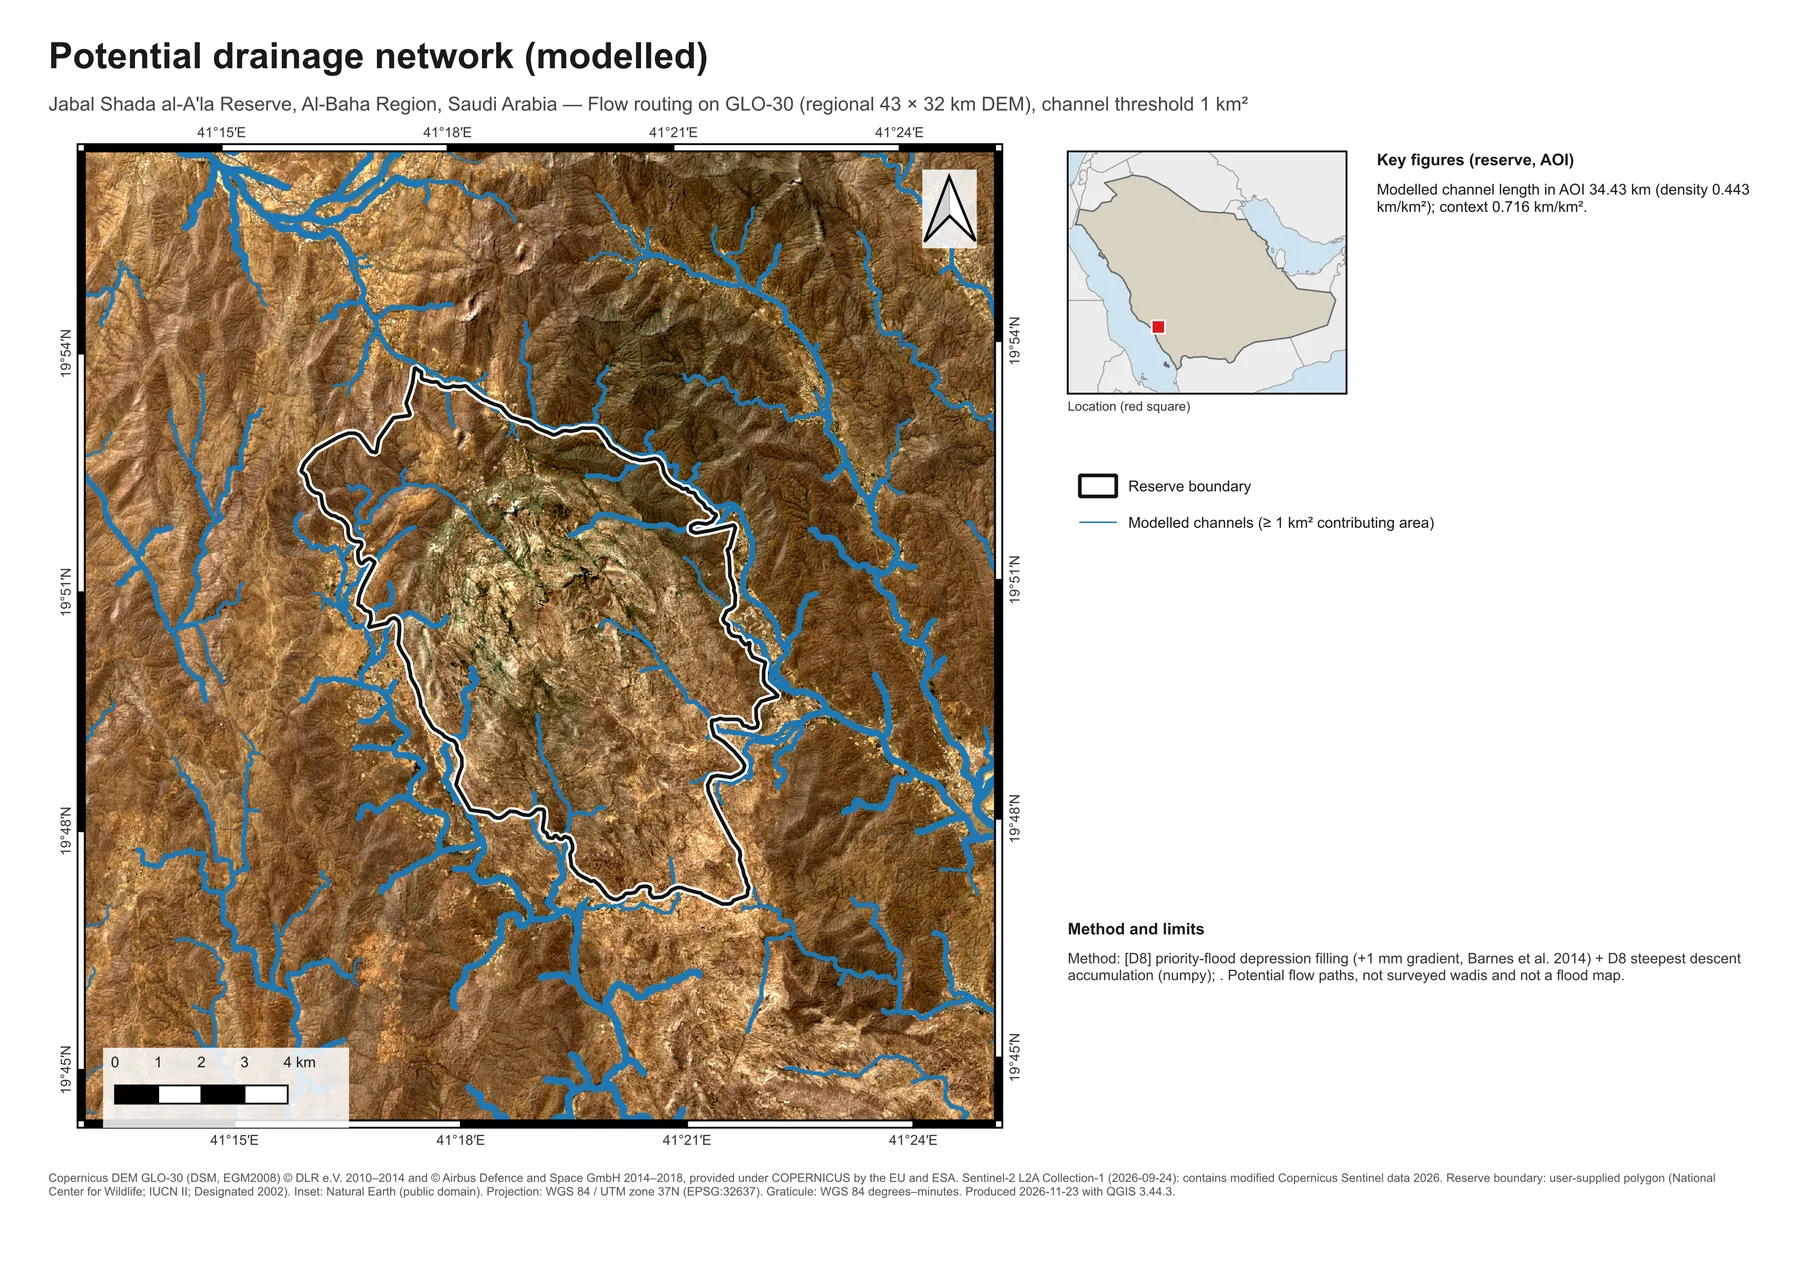 Potential drainage network (modelled)
Jabal Shada al-A'la Reserve, Al-Baha Region, Saudi Arabia — Flow routing on GLO-30 (regional 43 × 32 km DEM), channel threshold 1 km²
41°15′E 41°18′E 41°21′E 41°24′E
19°54′N
19°51′N
19°48′N
19°45′N
19°54′N
19°51′N
19°48′N
19°45′N
0 1 2 3 4 km
41°15′E 41°18′E 41°21′E 41°24′E
Location (red square)
Key figures (reserve, AOI)
Modelled channel length in AOI 34.43 km (density 0.443
km/km²); context 0.716 km/km².
Reserve boundary
Modelled channels (≥ 1 km² contributing area)
Method and limits
Method: [D8] priority-flood depression filling (+1 mm gradient, Barnes et al. 2014) + D8 steepest descent
accumulation (numpy); . Potential flow paths, not surveyed wadis and not a flood map.
Copernicus DEM GLO-30 (DSM, EGM2008) © DLR e.V. 2010–2014 and © Airbus Defence and Space GmbH 2014–2018, provided under COPERNICUS by the EU and ESA. Sentinel-2 L2A Collection-1 (2026-09-24): contains modified Copernicus Sentinel data 2026. Reserve boundary: user-supplied polygon (National
Center for Wildlife; IUCN II; Designated 2002). Inset: Natural Earth (public domain). Projection: WGS 84 / UTM zone 37N (EPSG:32637). Graticule: WGS 84 degrees–minutes. Produced 2026-11-23 with QGIS 3.44.3.